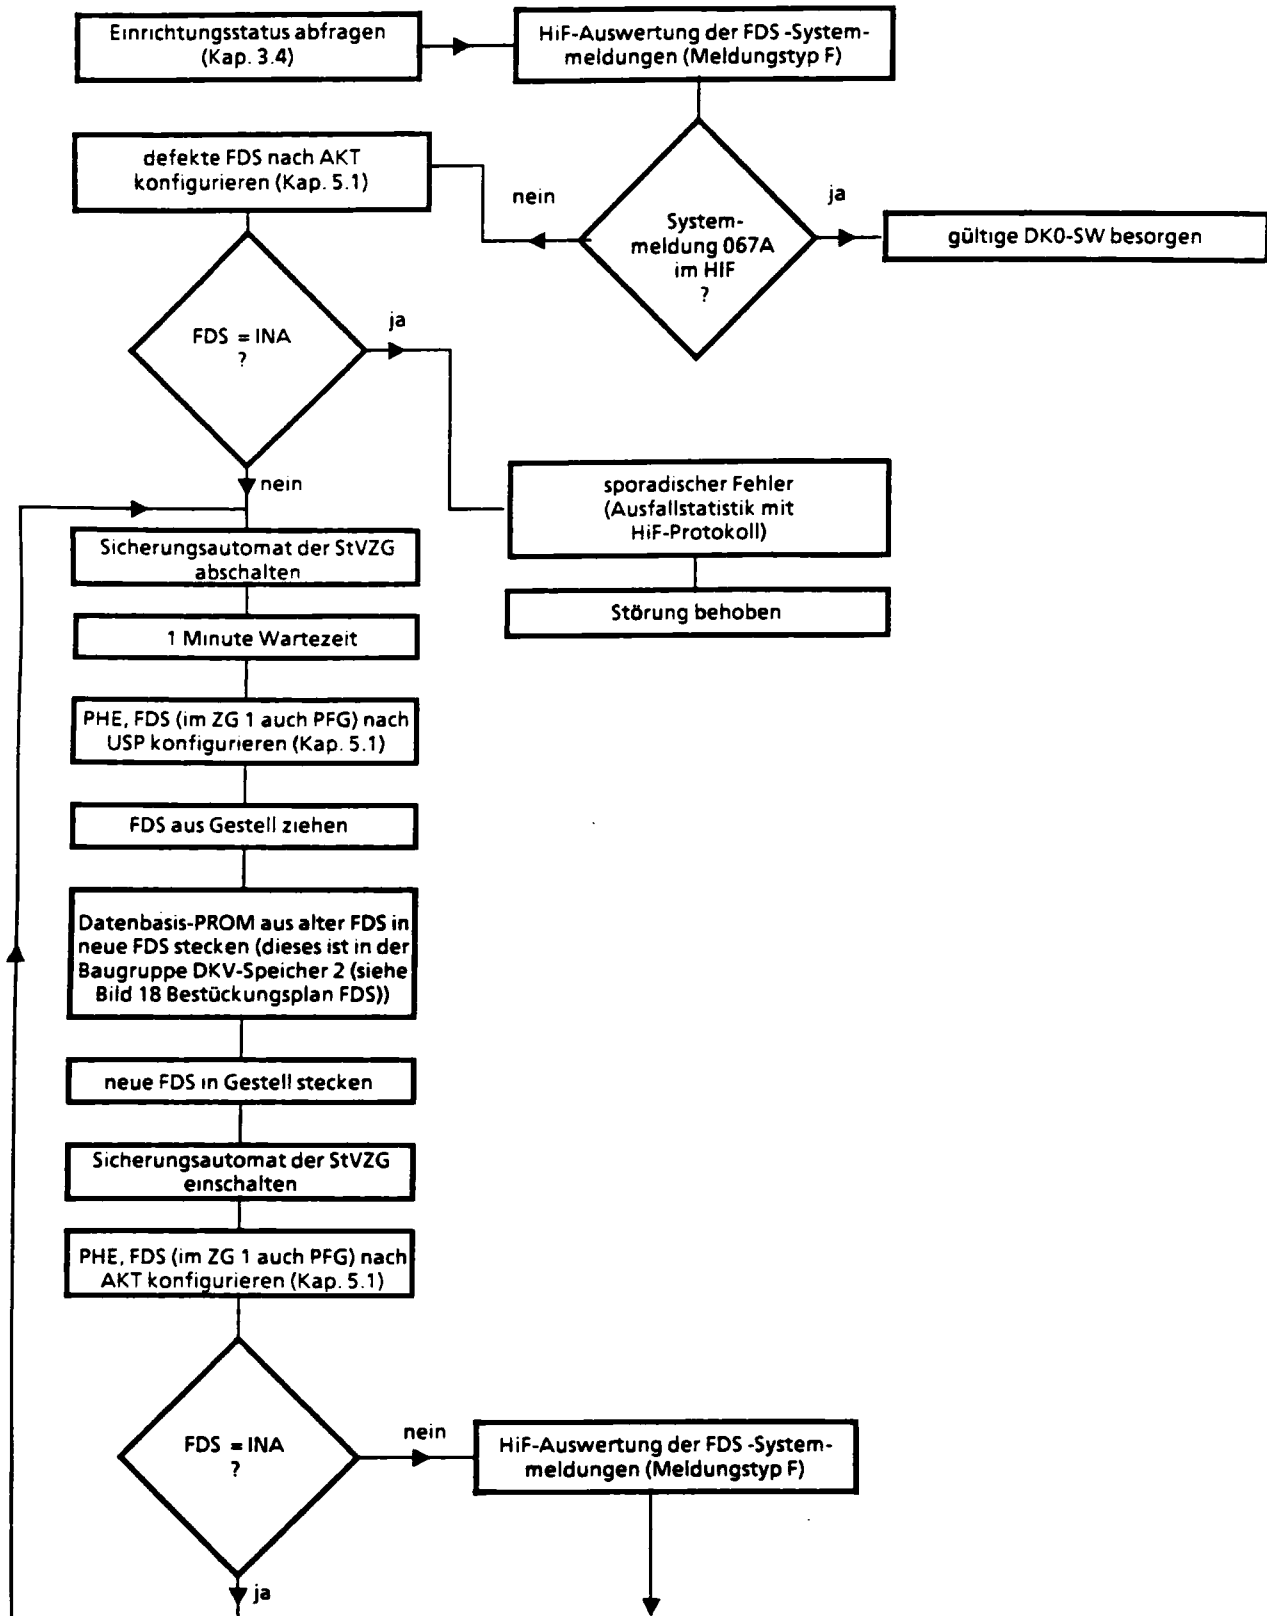 Einrichtungsstatus abfragen
(Kap. 3.4)
HiF-Auswertung der FDS -System-
meldungen (Meldungstyp F)
defekte FDS nach AKT
konfigurieren (Kap. 5.1)
nein
ja
System-
meldung 067A
im HIF
?
gültige DK0-SW besorgen
FDS = INA
?
ja
nein
sporadischer Fehler
(Ausfallstatistik mit
HiF-Protokoll)
Störung behoben
Sicherungsautomat der StVZG
abschalten
1 Minute Wartezeit
PHE, FDS (im ZG 1 auch PFG) nach
USP konfigurieren (Kap. 5.1)
FDS aus Gestell ziehen
Datenbasis-PROM aus alter FDS in
neue FDS stecken (dieses ist in der
Baugruppe DKV-Speicher 2 (siehe
Bild 18 Bestückungsplan FDS))
neue FDS in Gestell stecken
Sicherungsautomat der StVZG
einschalten
PHE, FDS (im ZG 1 auch PFG) nach
AKT konfigurieren (Kap. 5.1)
FDS = INA
?
nein
HiF-Auswertung der FDS -System-
meldungen (Meldungstyp F)
ja